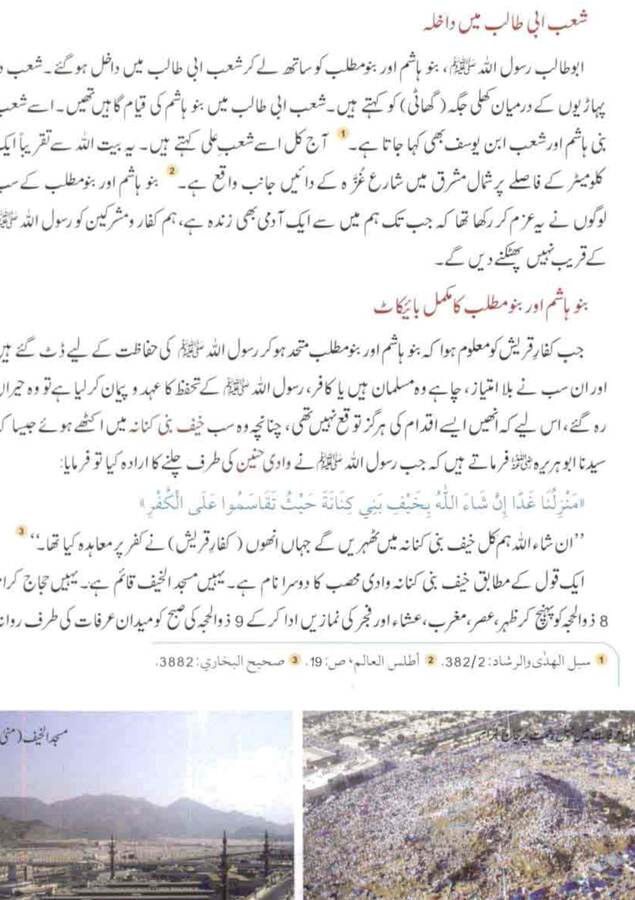 شعب ابی طالب میں داخلہ
ابوطالب رسول اللہ ﷺ، بنو ہاشم اور بنو مطلب کو ساتھ لے کر شعب ابی طالب میں داخل ہو گئے۔ شعب
پہاڑیوں کے درمیان کھلی جگہ (گھاٹی) کو کہتے ہیں۔ شعب ابی طالب میں بنو ہاشم کی قیام گاہیں تھیں۔ اسے شعب
بنی ہاشم اور شعب ابن یوسف بھی کہا جاتا ہے۔ 1 آج کل اسے شعبِ علی کہتے ہیں۔ یہ بیت اللہ سے تقریباً ایک
کلومیٹر کے فاصلے پر شمال مشرق میں شارع غُزَّہ کے دائیں جانب واقع ہے۔ 2 بنو ہاشم اور بنو مطلب کے سب
لوگوں نے یہ عزم کر رکھا تھا کہ جب تک ہم میں سے ایک آدمی بھی زندہ ہے، ہم کفار و مشرکین کو رسول اللہ ﷺ
کے قریب نہیں پھٹکنے دیں گے۔
بنو ہاشم اور بنو مطلب کا مکمل بائیکاٹ
جب کفارِ قریش کو معلوم ہوا کہ بنو ہاشم اور بنو مطلب متحد ہو کر رسول اللہ ﷺ کی حفاظت کے لیے ڈٹ گئے ہیں
اور ان سب نے بلا امتیاز، چاہے وہ مسلمان ہیں یا کافر، رسول اللہ ﷺ کے تحفظ کا عہد و پیمان کر لیا ہے تو وہ حیران
رہ گئے، اس لیے کہ انھیں ایسے اقدام کی ہرگز توقع نہیں تھی، چنانچہ وہ سب خیف بنی کنانہ میں اکٹھے ہوئے جیسا کہ
سیدنا ابو ہریرہ رضی اللہ عنہ فرماتے ہیں کہ جب رسول اللہ ﷺ نے وادی حنین کی طرف چلنے کا ارادہ کیا تو فرمایا:
«مَنْزِلُنَا غَدًا إِنْ شَاءَ اللّٰهُ بِخَيْفِ بَنِي كِنَانَةَ حَيْثُ تَقَاسَمُوا عَلَى الْكُفْرِ»
’’ان شاء اللہ ہم کل خیف بنی کنانہ میں ٹھہریں گے جہاں انھوں (کفارِ قریش) نے کفر پر معاہدہ کیا تھا۔‘‘ 3
ایک قول کے مطابق خیف بنی کنانہ وادی محصب کا دوسرا نام ہے۔ یہیں مسجد الخیف قائم ہے۔ یہیں حجاج کرام
8 ذوالحجہ کو پہنچ کر ظہر، عصر، مغرب، عشاء اور فجر کی نمازیں ادا کر کے 9 ذوالحجہ کی صبح کو میدان عرفات کی طرف روانہ
1 سبل الهدٰى والرشاد: 382/2. 2 أطلس العالم، ص: 19. 3 صحيح البخاري: 3882.
مسجد الخیف (منیٰ